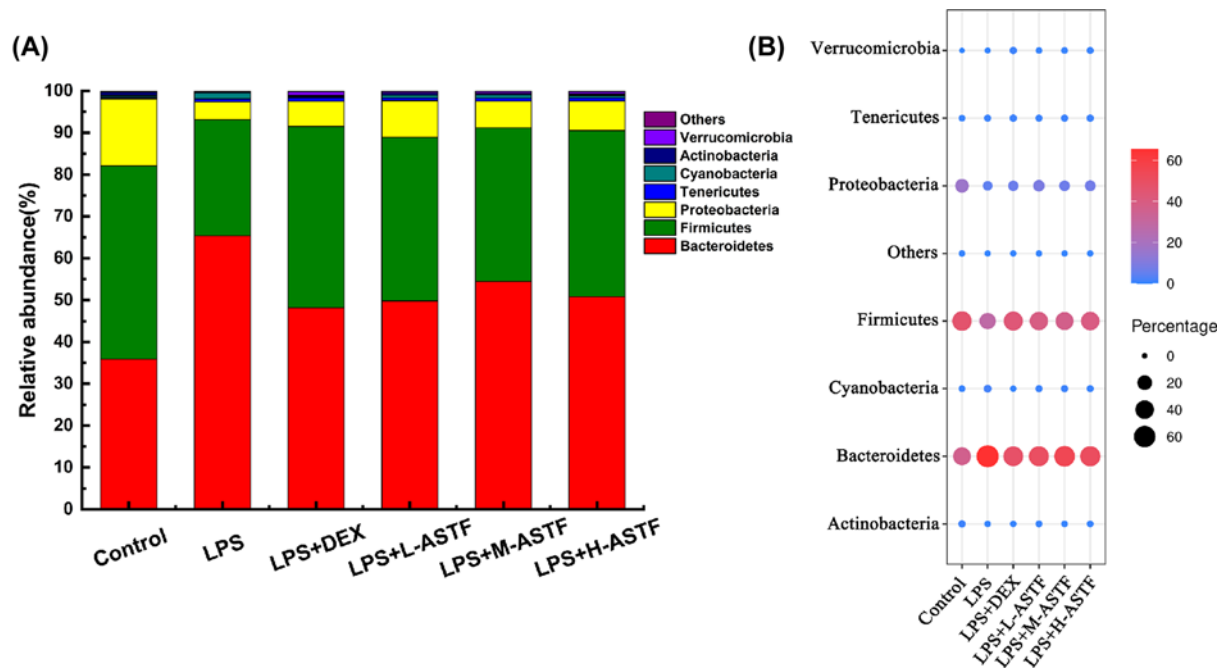 (A)
Relative abundance(%)
100
90
80
70
60
50
40
30
20
10
0
Control
LPS
LPS+DEX
LPS+L-ASTF
LPS+M-ASTF
LPS+H-ASTF
Others
Verrucomicrobia
Actinobacteria
Cyanobacteria
Tenericutes
Proteobacteria
Firmicutes
Bacteroidetes
(B)
Verrucomicrobia
Tenericutes
Proteobacteria
Others
Firmicutes
Cyanobacteria
Bacteroidetes
Actinobacteria
Control
LPS
LPS+DEX
LPS+L-ASTF
LPS+M-ASTF
LPS+H-ASTF
60
40
20
0
Percentage
0
20
40
60